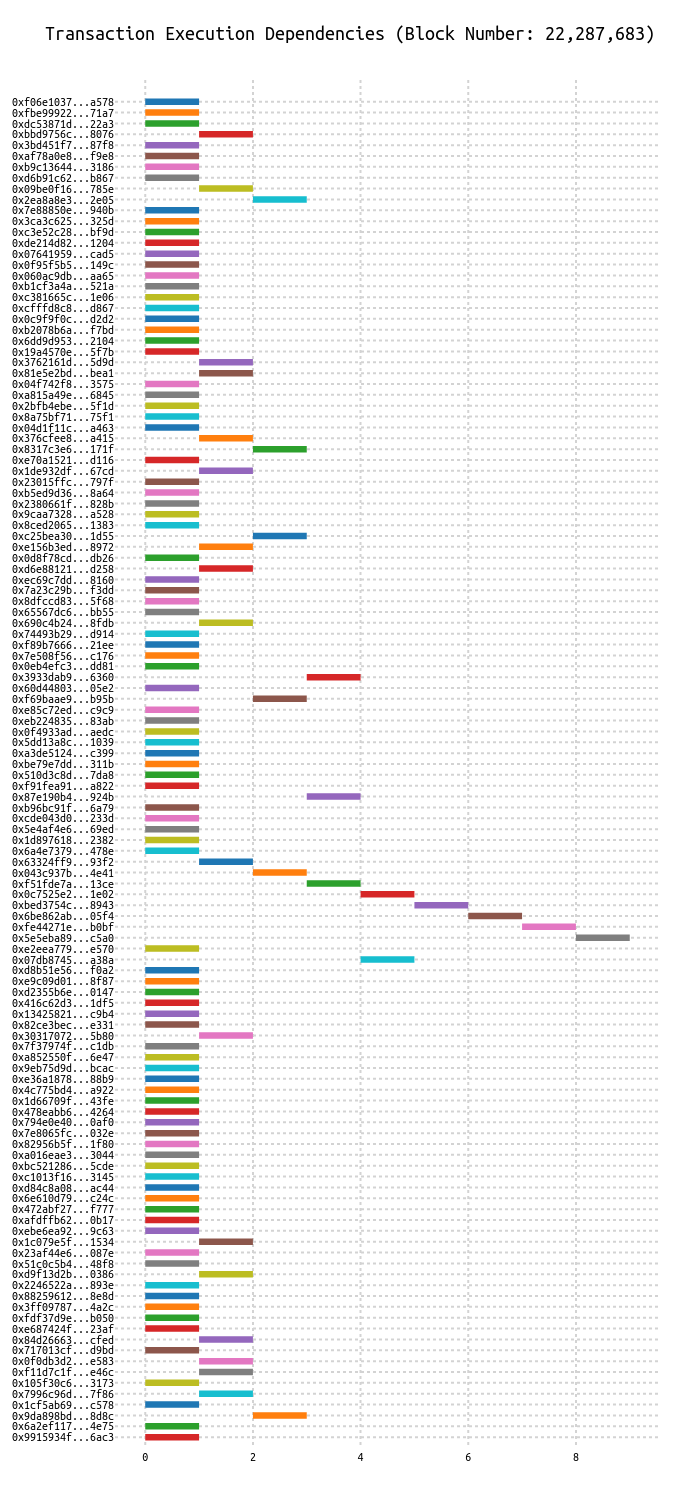 Transaction Execution Dependencies (Block Number: 22,287,683)
0xf06e1037...a578
0xfbe99922...71a7
0xdc53871d...22a3
0xbbd9756c...8076
0x3bd451f7...87f8
0xaf78a0e8...f9e8
0xb9c13644...3186
0xd6b91c62...b867
0x09be0f16...785e
0x2ea8a8e3...2e05
0x7e88850e...940b
0x3ca3c625...325d
0xc3e52c28...bf9d
0xde214d82...1204
0x07641959...cad5
0x0f95f5b5...149c
0x060ac9db...aa65
0xb1cf3a4a...521a
0xc381665c...1e06
0xcfffd8c8...d867
0x0c9f9f0c...d2d2
0xb2078b6a...f7bd
0x6dd9d953...2104
0x19a4570e...5f7b
0x3762161d...5d9d
0x81e5e2bd...bea1
0x04f742f8...3575
0xa815a49e...6845
0x2bfb4ebe...5f1d
0x8a75bf71...75f1
0x04d1f11c...a463
0x376cfee8...a415
0x8317c3e6...171f
0xe70a1521...d116
0x1de932df...67cd
0x23015ffc...797f
0xb5ed9d36...8a64
0x2380661f...828b
0x9caa7328...a528
0x8ced2065...1383
0xc25bea30...1d55
0xe156b3ed...8972
0x0d8f78cd...db26
0xd6e88121...d258
0xec69c7dd...8160
0x7a23c29b...f3dd
0x8dfccd83...5f68
0x65567dc6...bb55
0x690c4b24...8fdb
0x74493b29...d914
0xf89b7666...21ee
0x7e508f56...c176
0x0eb4efc3...dd81
0x3933dab9...6360
0x60d44803...05e2
0xf69baae9...b95b
0xe85c72ed...c9c9
0xeb224835...83ab
0x0f4933ad...aedc
0x5dd13a8c...1039
0xa3de5124...c399
0xbe79e7dd...311b
0x510d3c8d...7da8
0xf91fea91...a822
0x87e190b4...924b
0xb96bc91f...6a79
0xcde043d0...233d
0x5e4af4e6...69ed
0x1d897618...2382
0x6a4e7379...478e
0x63324ff9...93f2
0x043c937b...4e41
0xf51fde7a...13ce
0x0c7525e2...1e02
0xbed3754c...8943
0x6be862ab...05f4
0xfe44271e...b0bf
0x5e5eba89...c5a0
0xe2eea779...e570
0x07db8745...a38a
0xd8b51e56...f0a2
0xe9c09d01...8f87
0xd2355b6e...0147
0x416c62d3...1df5
0x13425821...c9b4
0x82ce3bec...e331
0x30317072...5b80
0x7f37974f...c1db
0xa852550f...6e47
0x9eb75d9d...bcac
0xe36a1878...88b9
0x4c775bd4...a922
0x1d66709f...43fe
0x478eabb6...4264
0x794e0e40...0af0
0x7e8065fc...032e
0x82956b5f...1f80
0xa016eae3...3044
0xbc521286...5cde
0xc1013f16...3145
0xd84c8a08...ac44
0x6e610d79...c24c
0x472abf27...f777
0xafdffb62...0b17
0xebe6ea92...9c63
0x1c079e5f...1534
0x23af44e6...087e
0x51c0c5b4...48f8
0xd9f13d2b...0386
0x2246522a...893e
0x88259612...8e8d
0x3ff09787...4a2c
0xfdf37d9e...b050
0xe687424f...23af
0x84d26663...cfed
0x717013cf...d9bd
0x0f0db3d2...e583
0xf11d7c1f...e46c
0x105f30c6...3173
0x7996c96d...7f86
0x1cf5ab69...c578
0x9da898bd...8d8c
0x6a2ef117...4e75
0x9915934f...6ac3
0 2 4 6 8